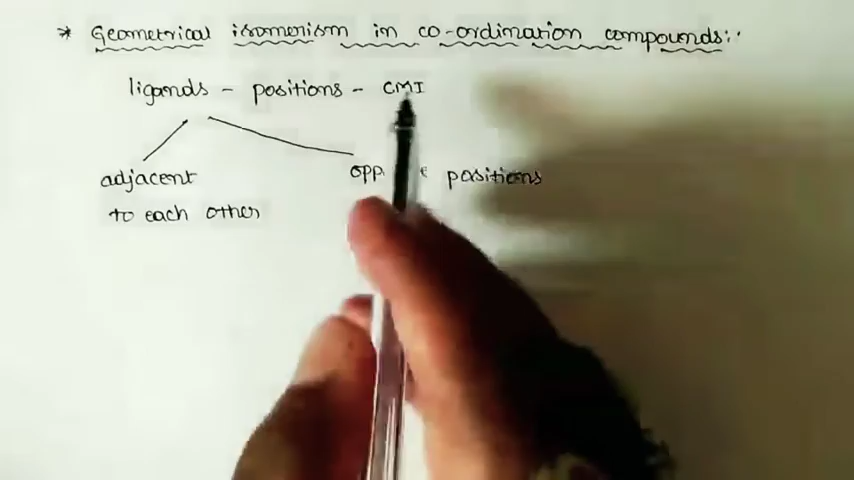 * Geometrical isomerism in co-ordination compounds:-
ligands - positions - CMI
adjacent
to each other
positions